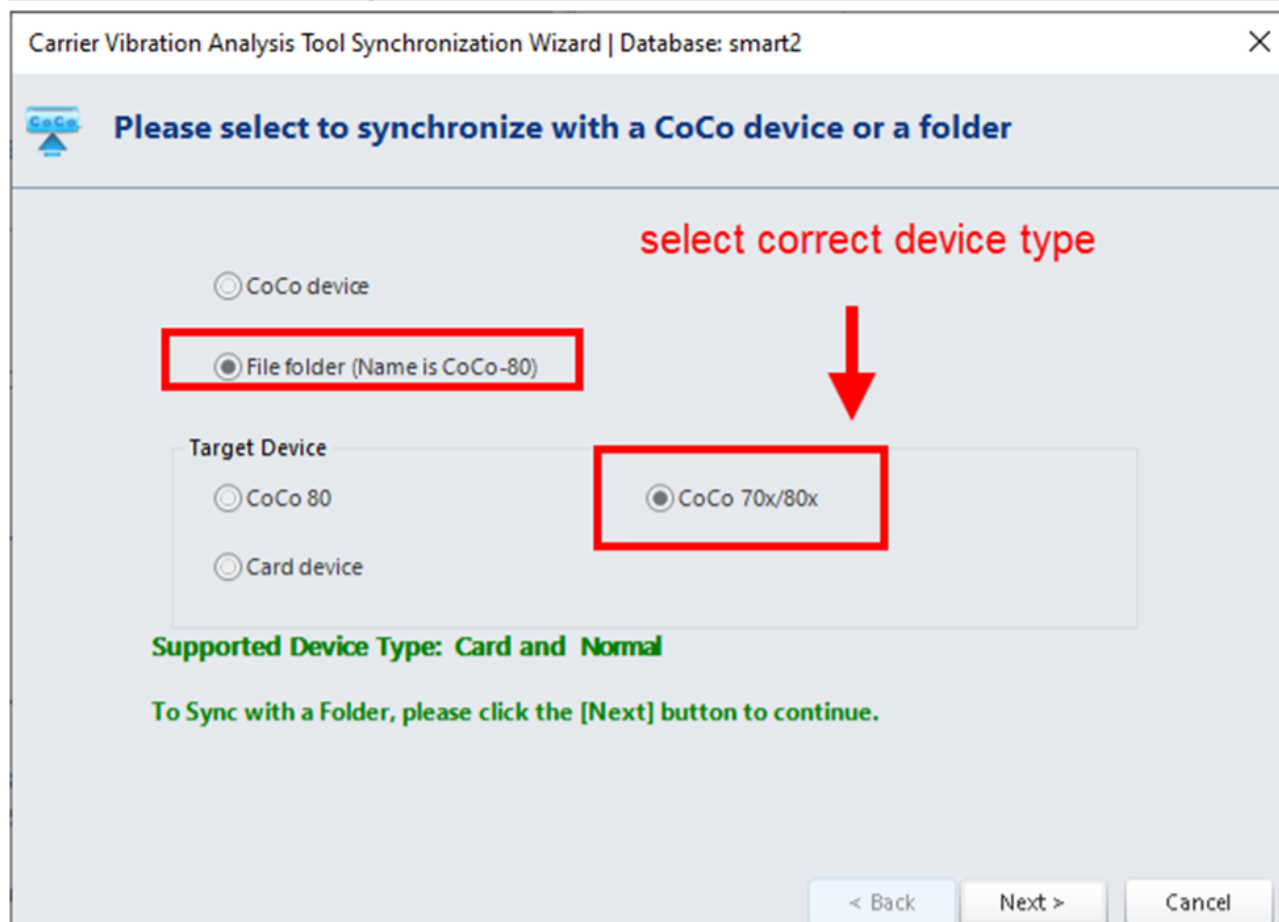 Carrier Vibration Analysis Tool Synchronization Wizard | Database: smart2
CoCo
Please select to synchronize with a CoCo device or a folder
select correct device type
CoCo device
File folder (Name is CoCo-80)
Target Device
CoCo 80
CoCo 70x/80x
Card device
Supported Device Type: Card and Normal
To Sync with a Folder, please click the [Next] button to continue.
< Back
Next >
Cancel